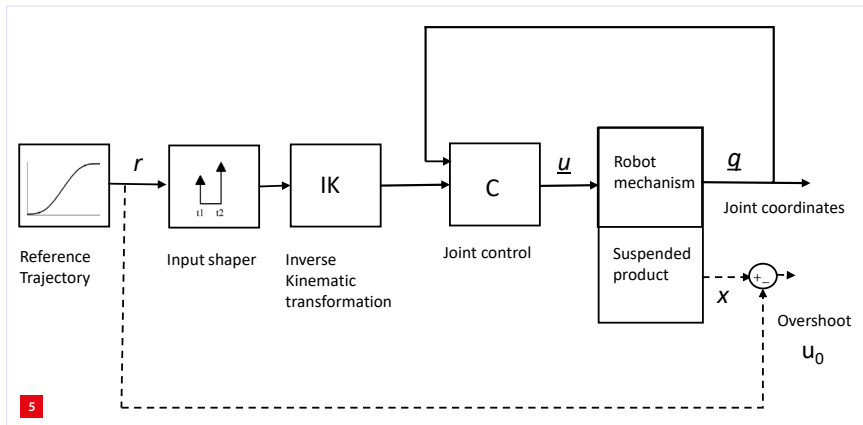 r
t1 t2
IK
C
u
Robot
mechanism
q
Joint coordinates
Reference
Trajectory
Input shaper
Inverse
Kinematic
transformation
Joint control
Suspended
product
x
+
−
Overshoot
u0
5